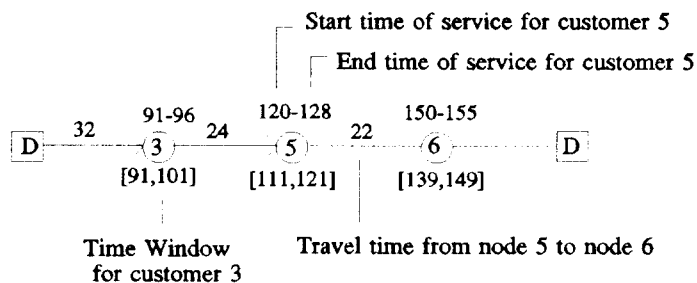 Start time of service for customer 5
End time of service for customer 5
91-96 120-128 150-155
32 24 22
D 3 5 6 D
[91,101] [111,121] [139,149]
Time Window
for customer 3
Travel time from node 5 to node 6